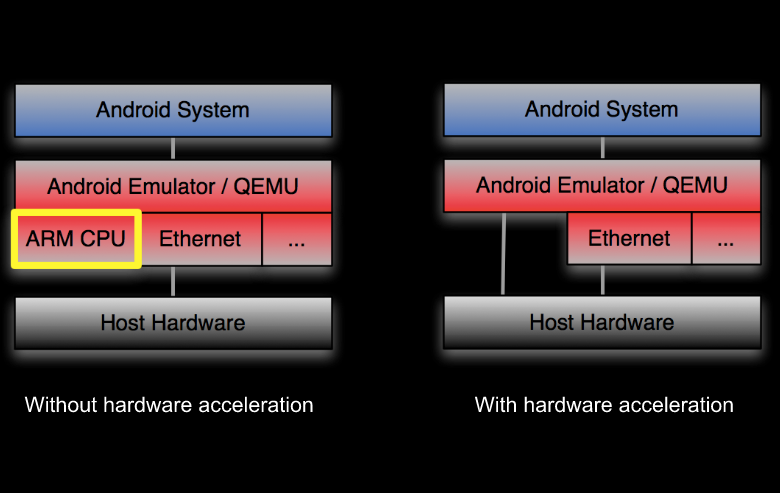 Android System
Android Emulator / QEMU
ARM CPU
Ethernet
...
Host Hardware
Without hardware acceleration
Android System
Android Emulator / QEMU
Ethernet
...
Host Hardware
With hardware acceleration